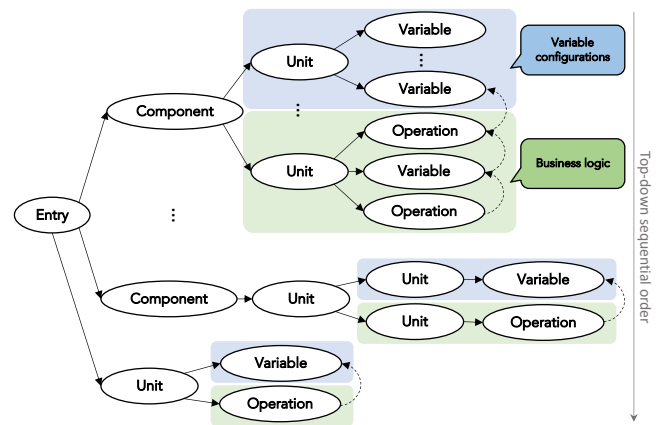 Variable
Unit
Variable
configurations
Variable
Component
Operation
Unit
Variable
Business logic
Operation
Entry
Component
Unit
Unit
Variable
Unit
Operation
Unit
Variable
Operation
Top-down sequential order